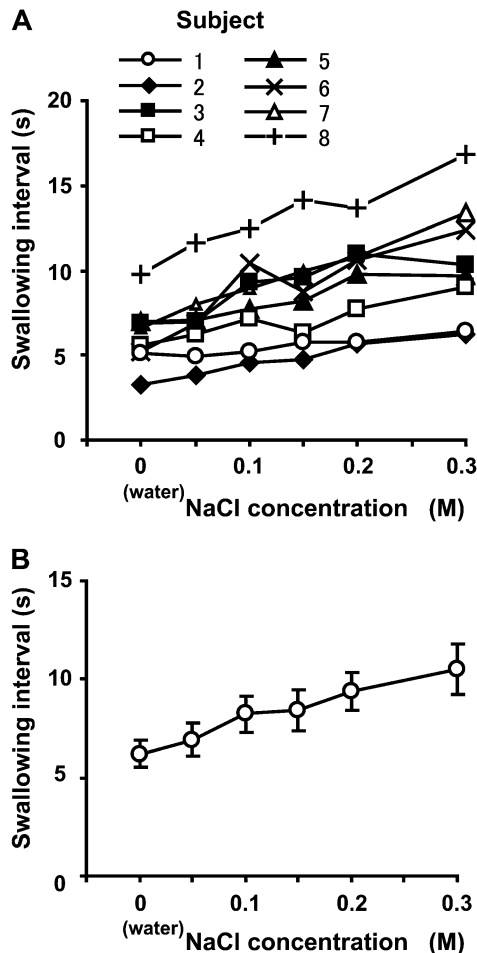 A
Subject
1 5
2 6
3 7
4 8
Swallowing interval (s)
20
15
10
5
0
0 0.1 0.2 0.3
(water)
NaCl concentration (M)
B
Swallowing interval (s)
15
10
5
0
0 0.1 0.2 0.3
(water)
NaCl concentration (M)